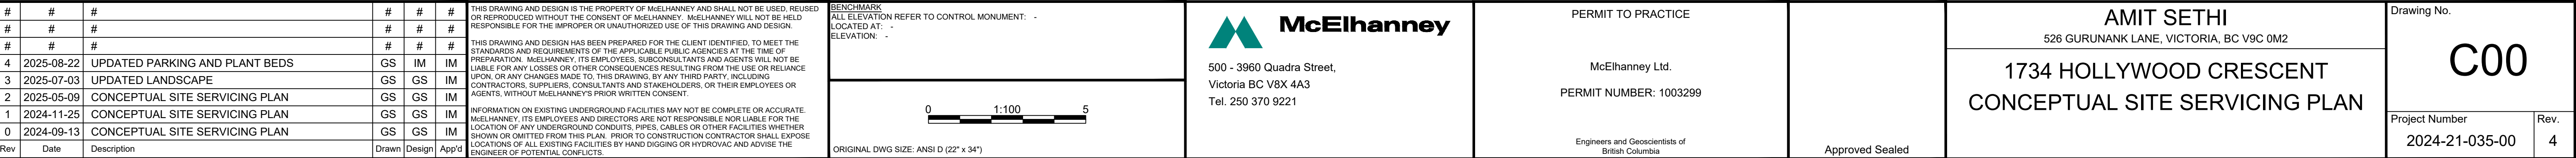 # # # # # #
# # # # # #
# # # # # #
4 2025-08-22 UPDATED PARKING AND PLANT BEDS GS IM IM
3 2025-07-03 UPDATED LANDSCAPE GS GS IM
2 2025-05-09 CONCEPTUAL SITE SERVICING PLAN GS GS IM
1 2024-11-25 CONCEPTUAL SITE SERVICING PLAN GS GS IM
0 2024-09-13 CONCEPTUAL SITE SERVICING PLAN GS GS IM
Rev Date Description Drawn Design App'd
THIS DRAWING AND DESIGN IS THE PROPERTY OF McELHANNEY AND SHALL NOT BE USED, REUSED
OR REPRODUCED WITHOUT THE CONSENT OF McELHANNEY. McELHANNEY WILL NOT BE HELD
RESPONSIBLE FOR THE IMPROPER OR UNAUTHORIZED USE OF THIS DRAWING AND DESIGN.
THIS DRAWING AND DESIGN HAS BEEN PREPARED FOR THE CLIENT IDENTIFIED, TO MEET THE
STANDARDS AND REQUIREMENTS OF THE APPLICABLE PUBLIC AGENCIES AT THE TIME OF
PREPARATION. McELHANNEY, ITS EMPLOYEES, SUBCONSULTANTS AND AGENTS WILL NOT BE
LIABLE FOR ANY LOSSES OR OTHER CONSEQUENCES RESULTING FROM THE USE OR RELIANCE
UPON, OR ANY CHANGES MADE TO, THIS DRAWING, BY ANY THIRD PARTY, INCLUDING
CONTRACTORS, SUPPLIERS, CONSULTANTS AND STAKEHOLDERS, OR THEIR EMPLOYEES OR
AGENTS, WITHOUT McELHANNEY'S PRIOR WRITTEN CONSENT.
INFORMATION ON EXISTING UNDERGROUND FACILITIES MAY NOT BE COMPLETE OR ACCURATE.
McELHANNEY, ITS EMPLOYEES AND DIRECTORS ARE NOT RESPONSIBLE NOR LIABLE FOR THE
LOCATION OF ANY UNDERGROUND CONDUITS, PIPES, CABLES OR OTHER FACILITIES WHETHER
SHOWN OR OMITTED FROM THIS PLAN. PRIOR TO CONSTRUCTION CONTRACTOR SHALL EXPOSE
LOCATIONS OF ALL EXISTING FACILITIES BY HAND DIGGING OR HYDROVAC AND ADVISE THE
ENGINEER OF POTENTIAL CONFLICTS.
BENCHMARK
ALL ELEVATION REFER TO CONTROL MONUMENT: -
LOCATED AT: -
ELEVATION: -
0 1:100 5
ORIGINAL DWG SIZE: ANSI D (22" x 34")
McElhanney
500 - 3960 Quadra Street,
Victoria BC V8X 4A3
Tel. 250 370 9221
PERMIT TO PRACTICE
McElhanney Ltd.
PERMIT NUMBER: 1003299
Engineers and Geoscientists of
British Columbia
Approved Sealed
AMIT SETHI
526 GURUNANK LANE, VICTORIA, BC V9C 0M2
1734 HOLLYWOOD CRESCENT
CONCEPTUAL SITE SERVICING PLAN
Drawing No.
C00
Project Number Rev.
2024-21-035-00 4